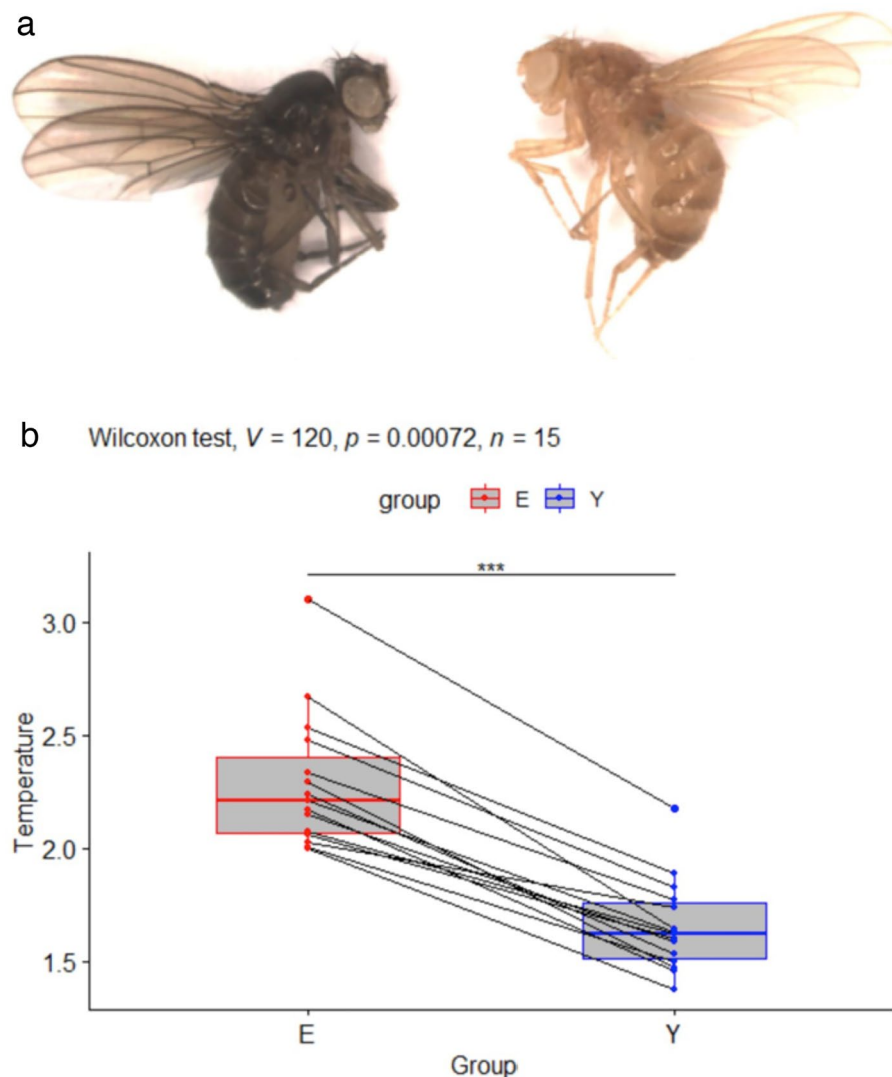 a
b
Wilcoxon test, V = 120, p = 0.00072, n = 15
group E Y
***
3.0
2.5
2.0
1.5
Temperature
E Y
Group